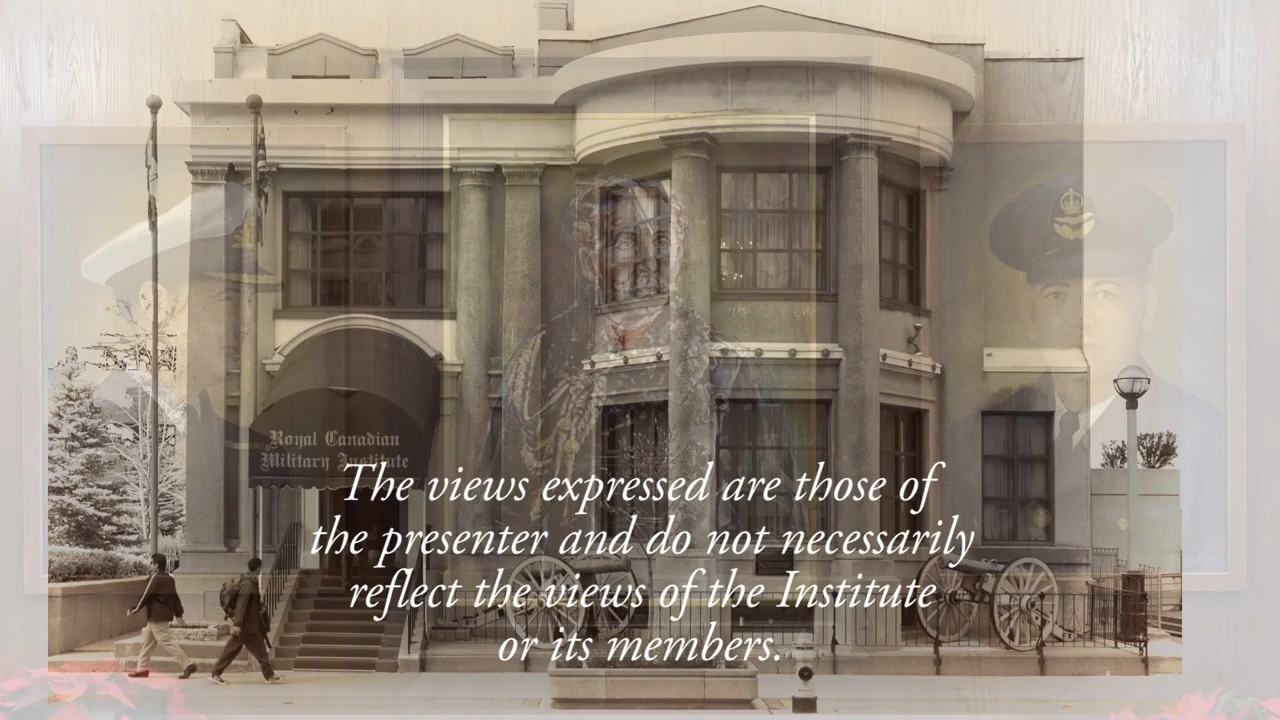 Royal Canadian
Military Institute
The views expressed are those of
the presenter and do not necessarily
reflect the views of the Institute
or its members.